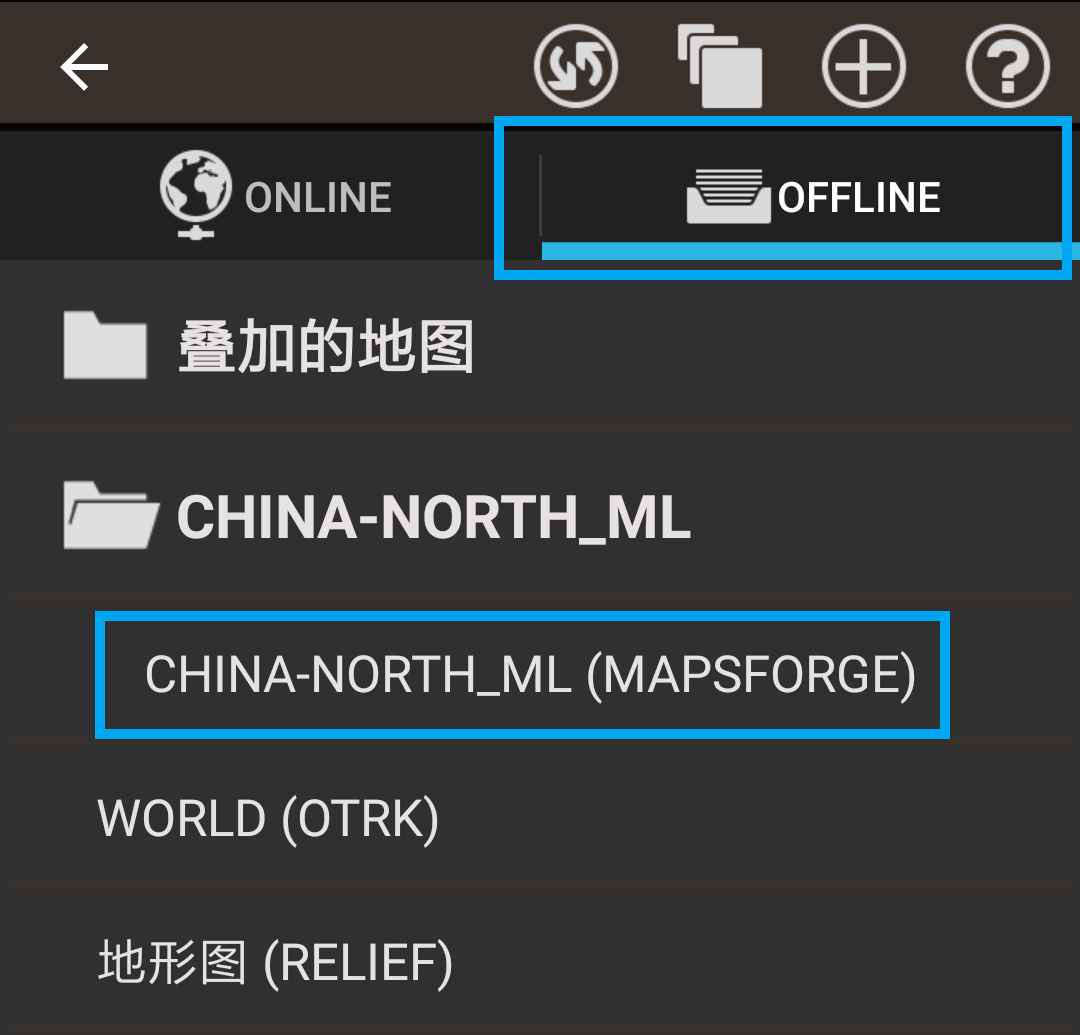 ONLINE
OFFLINE
叠加的地图
CHINA-NORTH_ML
CHINA-NORTH_ML (MAPSFORGE)
WORLD (OTRK)
地形图 (RELIEF)